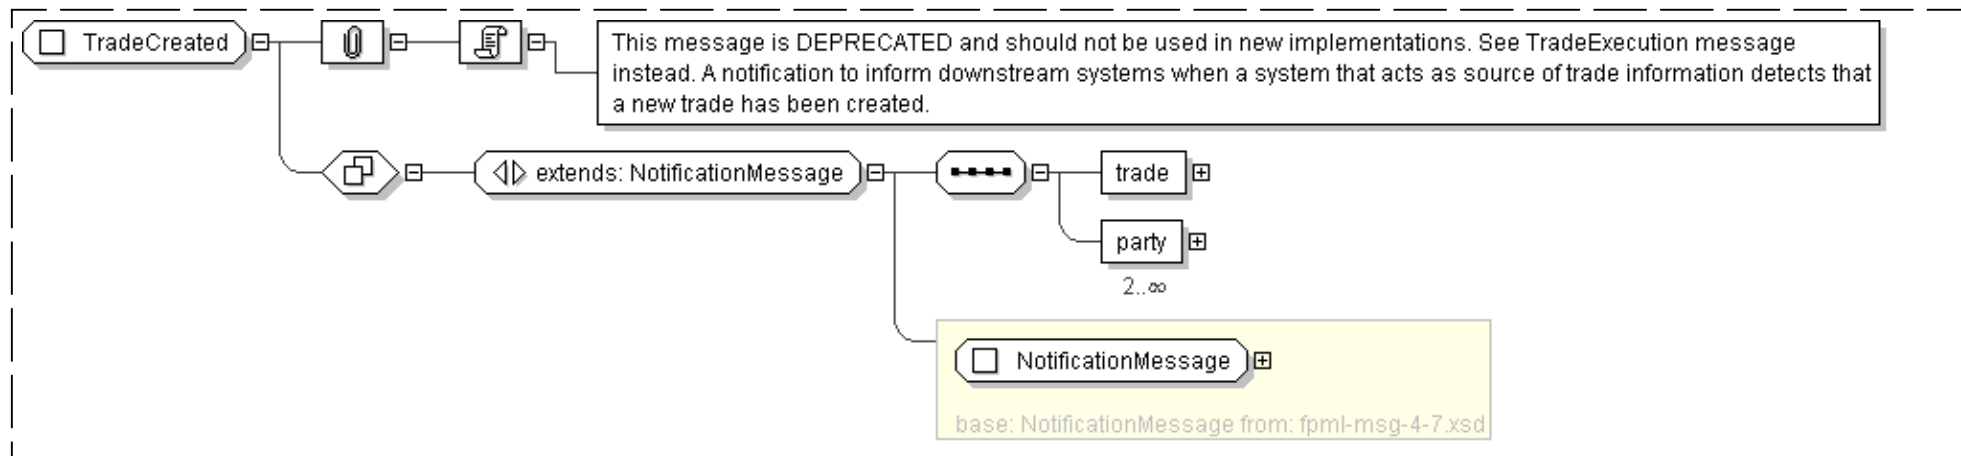 TradeCreated
This message is DEPRECATED and should not be used in new implementations. See TradeExecution message
instead. A notification to inform downstream systems when a system that acts as source of trade information detects that
a new trade has been created.
extends: NotificationMessage
trade
party
2..∞
NotificationMessage
base: NotificationMessage from: fpml-msg-4-7.xsd